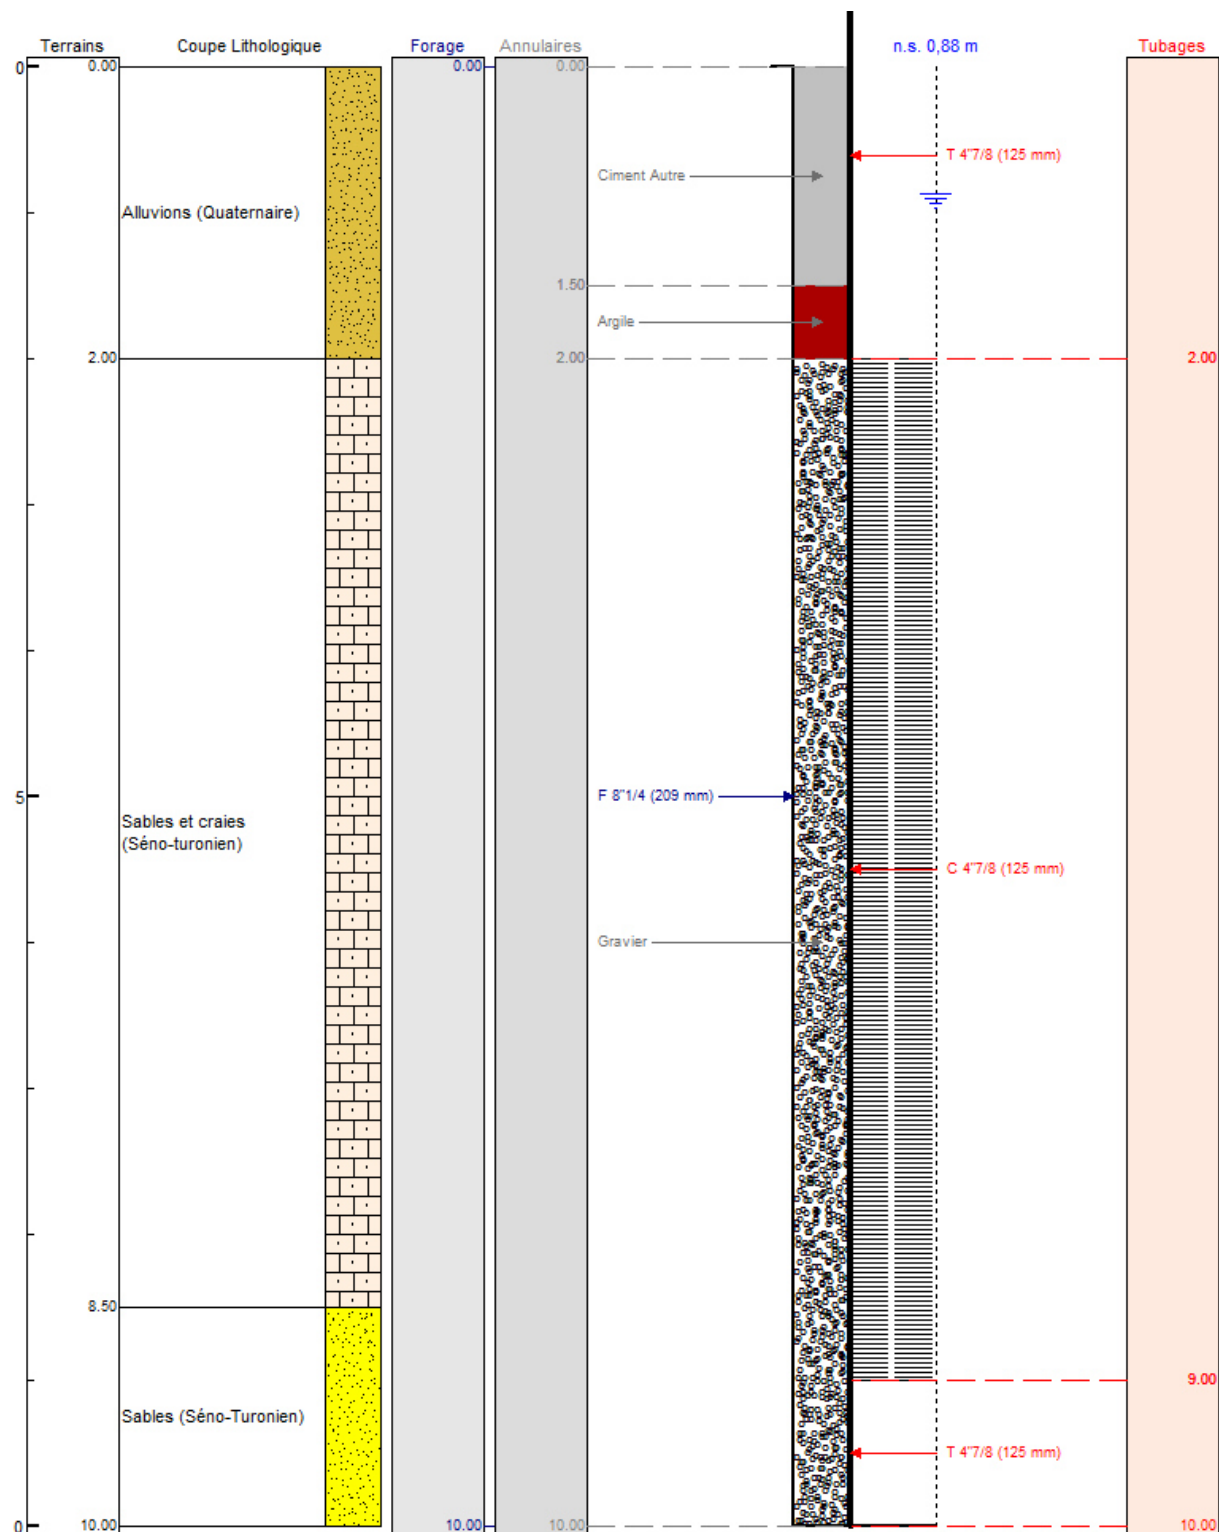 Terrains Coupe Lithologique Forage Annulaires n.s. 0,88 m Tubages
0 0.00 0.00 0.00
T 4"7/8 (125 mm)
Ciment Autre
Alluvions (Quaternaire)
1.50
Argile
2.00 2.00 2.00
5 F 8"1/4 (209 mm)
Sables et craies
(Séno-turonien)
C 4"7/8 (125 mm)
Gravier
8.50
9.00
Sables (Séno-Turonien)
T 4"7/8 (125 mm)
0 10.00 10.00 10.00 10.00